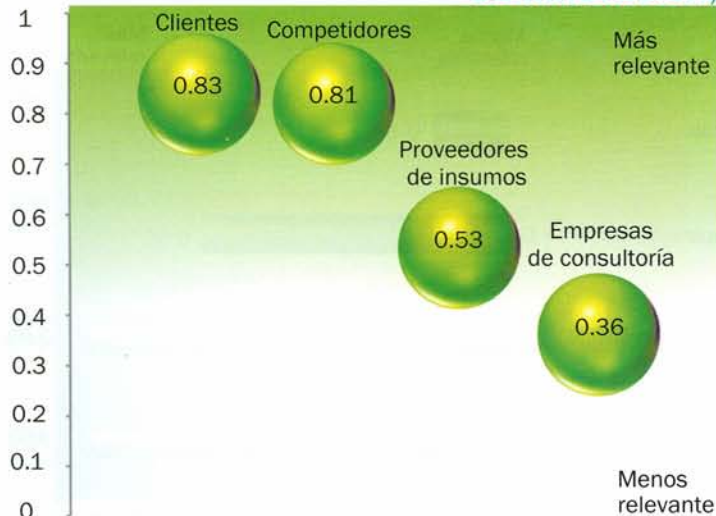 1
0.9
0.8
0.7
0.6
0.5
0.4
0.3
0.2
0.1
0
Clientes
0.83
Competidores
0.81
Más
relevante
Proveedores
de insumos
0.53
Empresas
de consultoría
0.36
Menos
relevante